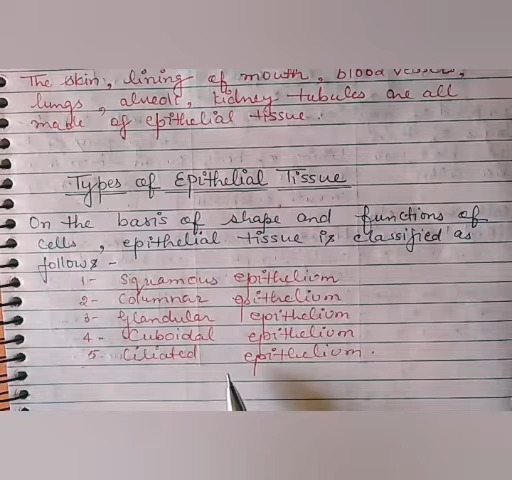 The skin, lining of mouth, blood vessels,
lungs, alveoli, kidney tubules are all
made of epithelial tissue.
Types of Epithelial Tissue
On the basis of shape and functions of
cells, epithelial tissue is classified as
follows -
1- Squamous epithelium
2- Columnar epithelium
3- Glandular epithelium
4- Cuboidal epithelium
5- Ciliated epithelium.